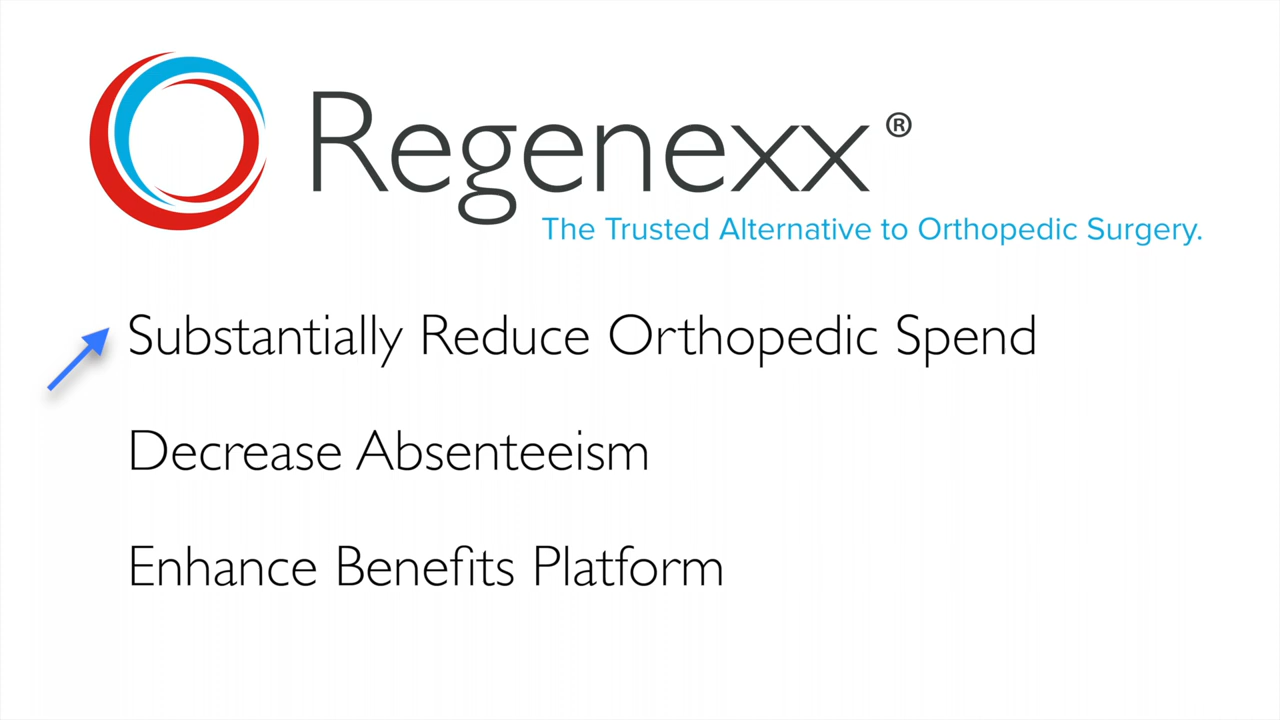 Regenexx®
The Trusted Alternative to Orthopedic Surgery.
Substantially Reduce Orthopedic Spend
Decrease Absenteeism
Enhance Benefits Platform